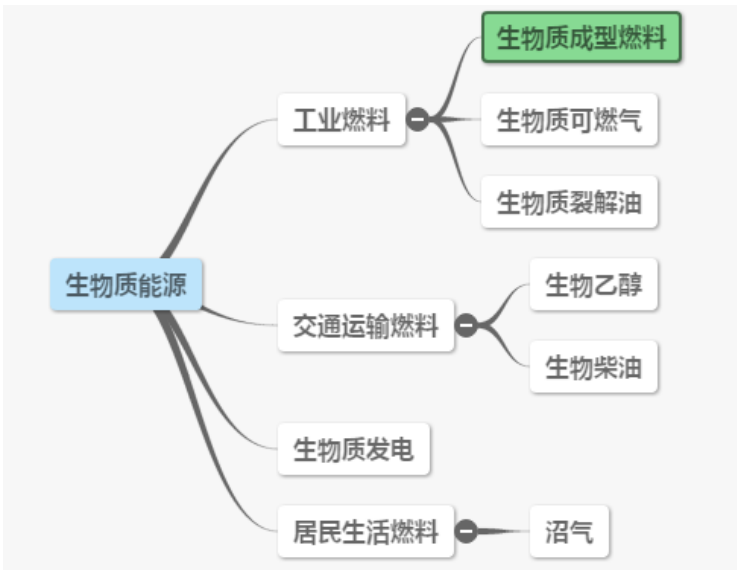 生物质能源
工业燃料
生物质成型燃料
生物质可燃气
生物质裂解油
交通运输燃料
生物乙醇
生物柴油
生物质发电
居民生活燃料
沼气